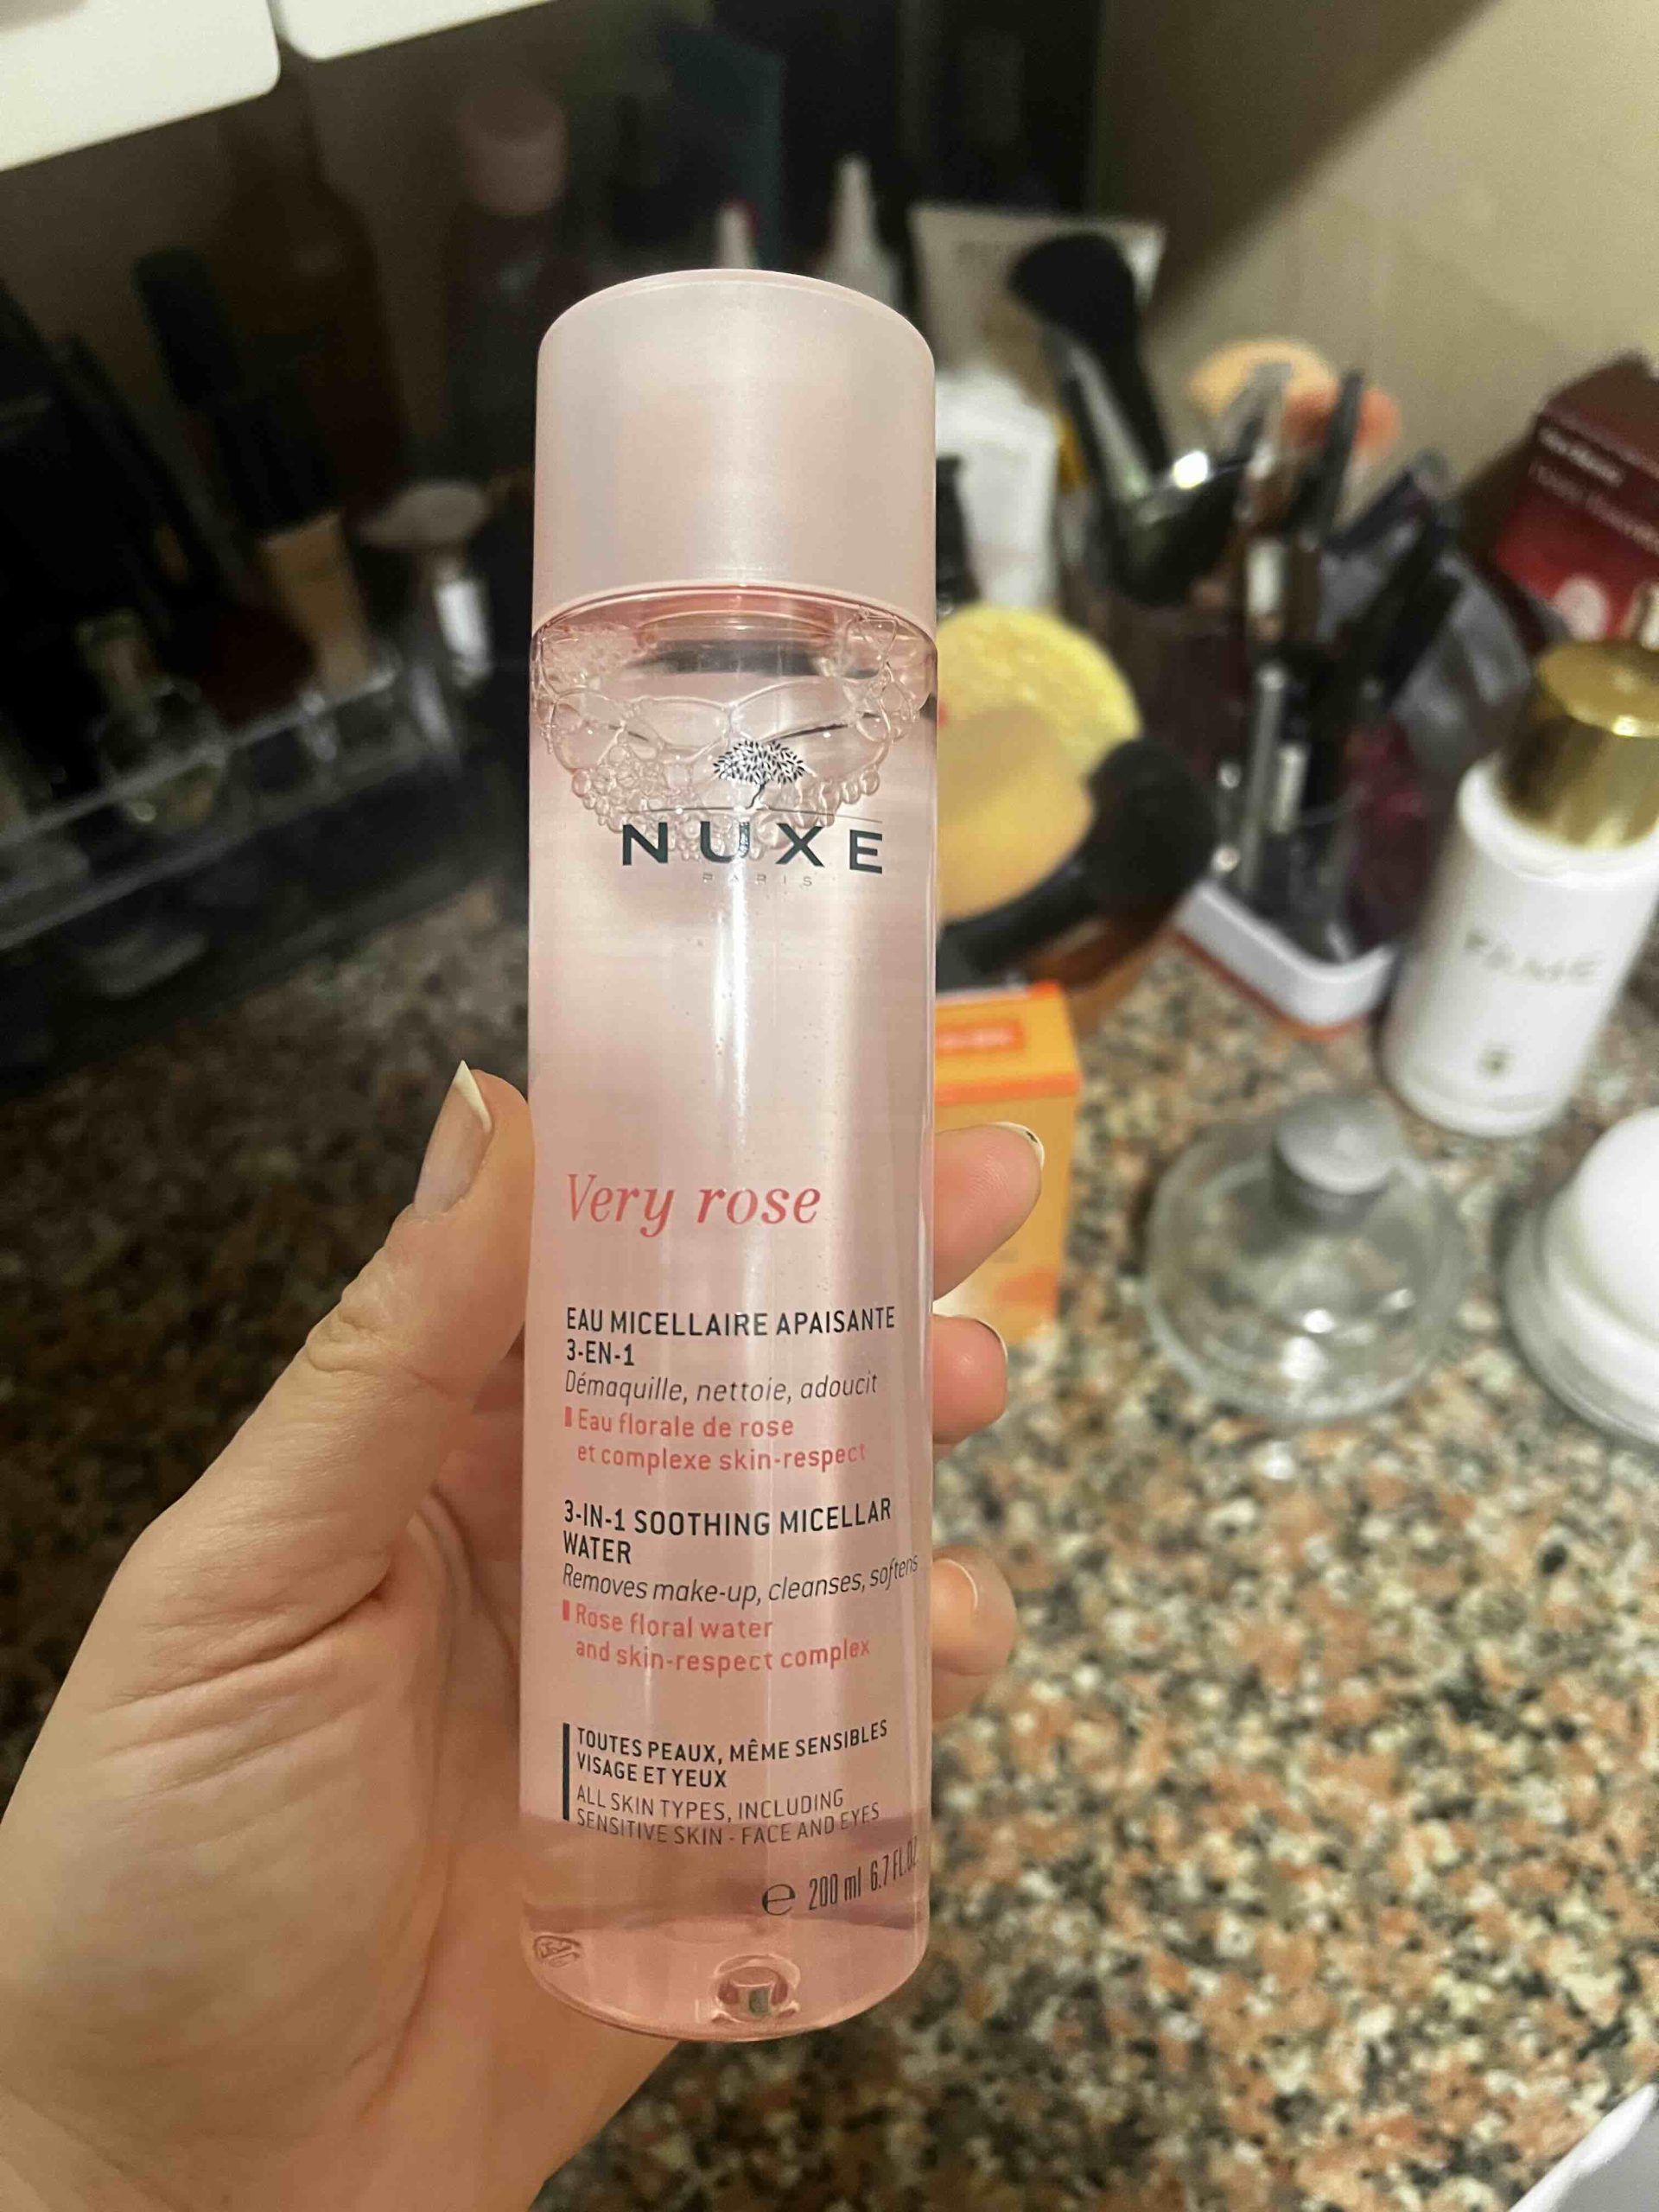 NUXE
PARIS
Very rose
EAU MICELLAIRE APAISANTE
3-EN-1
Démaquille, nettoie, adoucit
Eau florale de rose
et complexe skin-respect
3-IN-1 SOOTHING MICELLAR
WATER
Removes make-up, cleanses, softens
Rose floral water
and skin-respect complex
TOUTES PEAUX, MÊME SENSIBLES
VISAGE ET YEUX
ALL SKIN TYPES, INCLUDING
SENSITIVE SKIN - FACE AND EYES
e 200 ml 6.7 FL.OZ
FAME